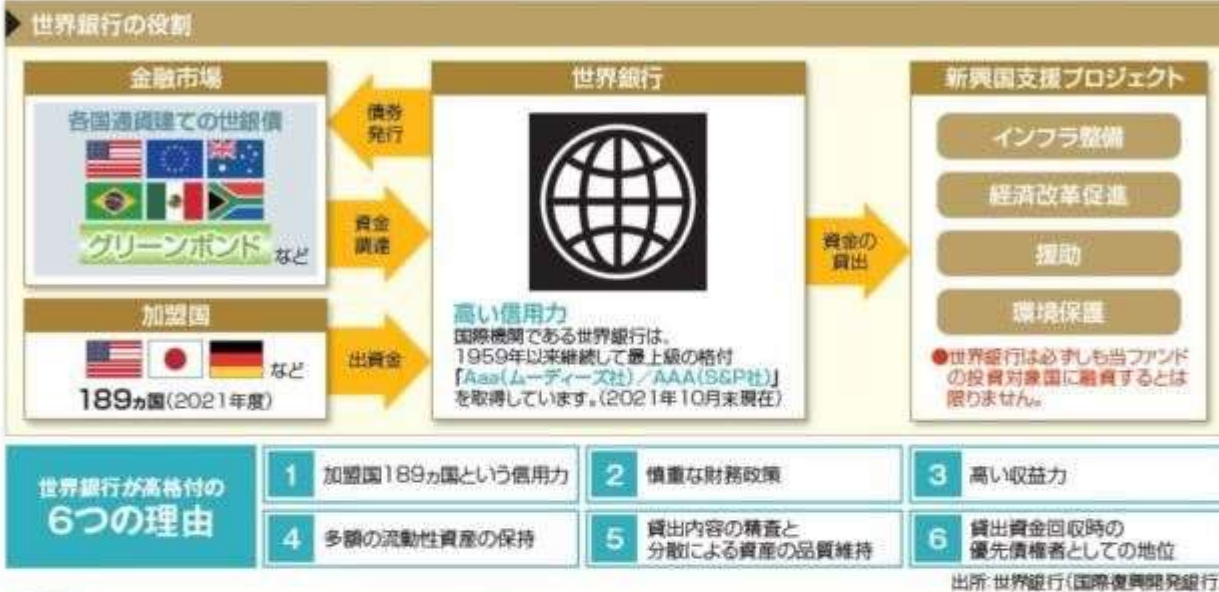 世界銀行の役割
金融市場
各国通貨建ての世銀債
グリーンボンド など
債券
発行
資金
調達
加盟国
など
189ヵ国(2021年度)
出資金
世界銀行
高い信用力
国際機関である世界銀行は、
1959年以来継続して最上級の格付
「Aaa(ムーディーズ社)/AAA(S&P社)」
を取得しています。(2021年10月末現在)
資金の
貸出
新興国支援プロジェクト
インフラ整備
経済改革促進
援助
環境保護
●世界銀行は必ずしも当ファンド
の投資対象国に融資するとは
限りません。
世界銀行が高格付の
6つの理由
1 加盟国189ヵ国という信用力
2 慎重な財務政策
3 高い収益力
4 多額の流動性資産の保持
5 貸出内容の精査と
分散による資産の品質維持
6 貸出資金回収時の
優先債権者としての地位
出所:世界銀行(国際復興開発銀行